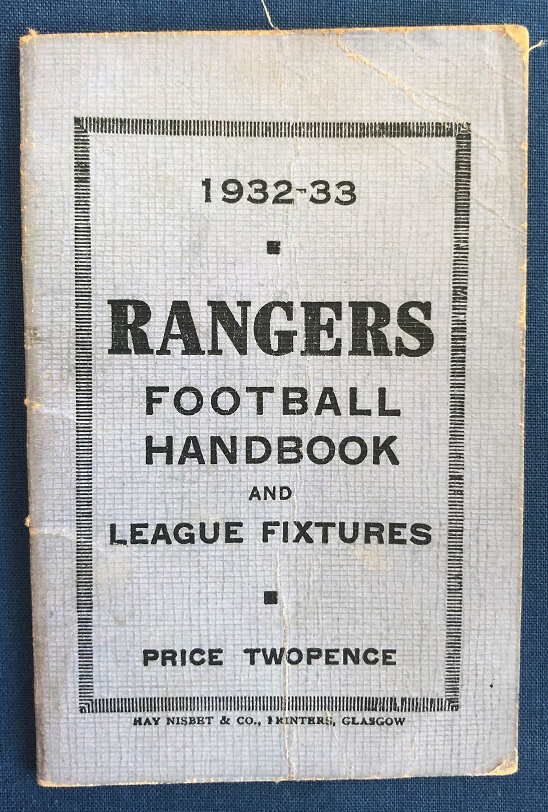 1932-33
RANGERS
FOOTBALL
HANDBOOK
AND
LEAGUE FIXTURES
PRICE TWOPENCE
HAY NISBET & CO., PRINTERS, GLASGOW